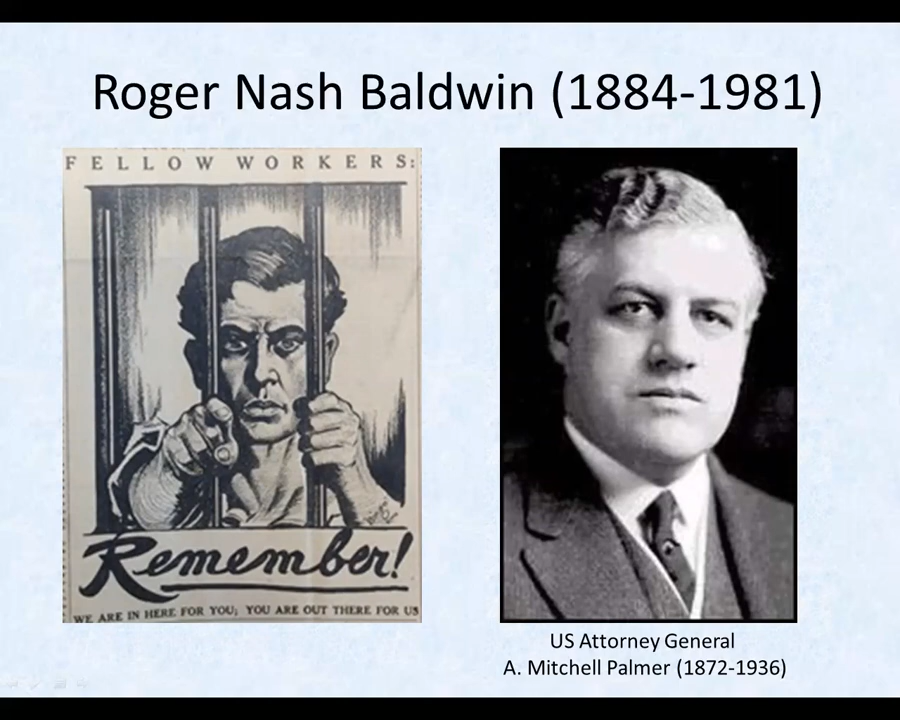 Roger Nash Baldwin (1884-1981)
FELLOW WORKERS:
Remember!
WE ARE IN HERE FOR YOU; YOU ARE OUT THERE FOR US
US Attorney General
A. Mitchell Palmer (1872-1936)